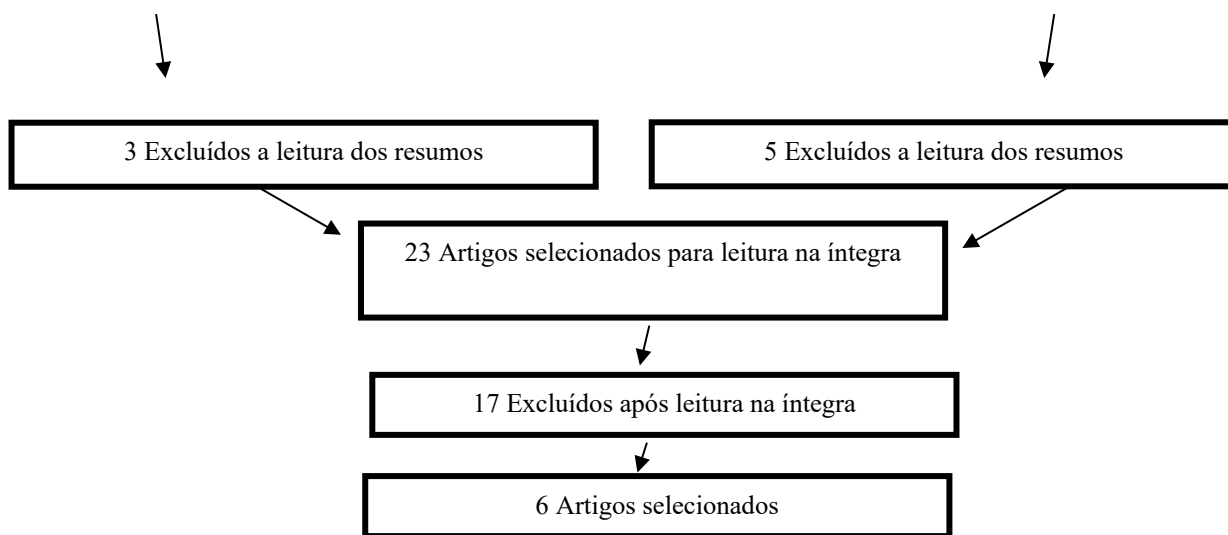 3 Excluídos a leitura dos resumos
5 Excluídos a leitura dos resumos
23 Artigos selecionados para leitura na íntegra
17 Excluídos após leitura na íntegra
6 Artigos selecionados